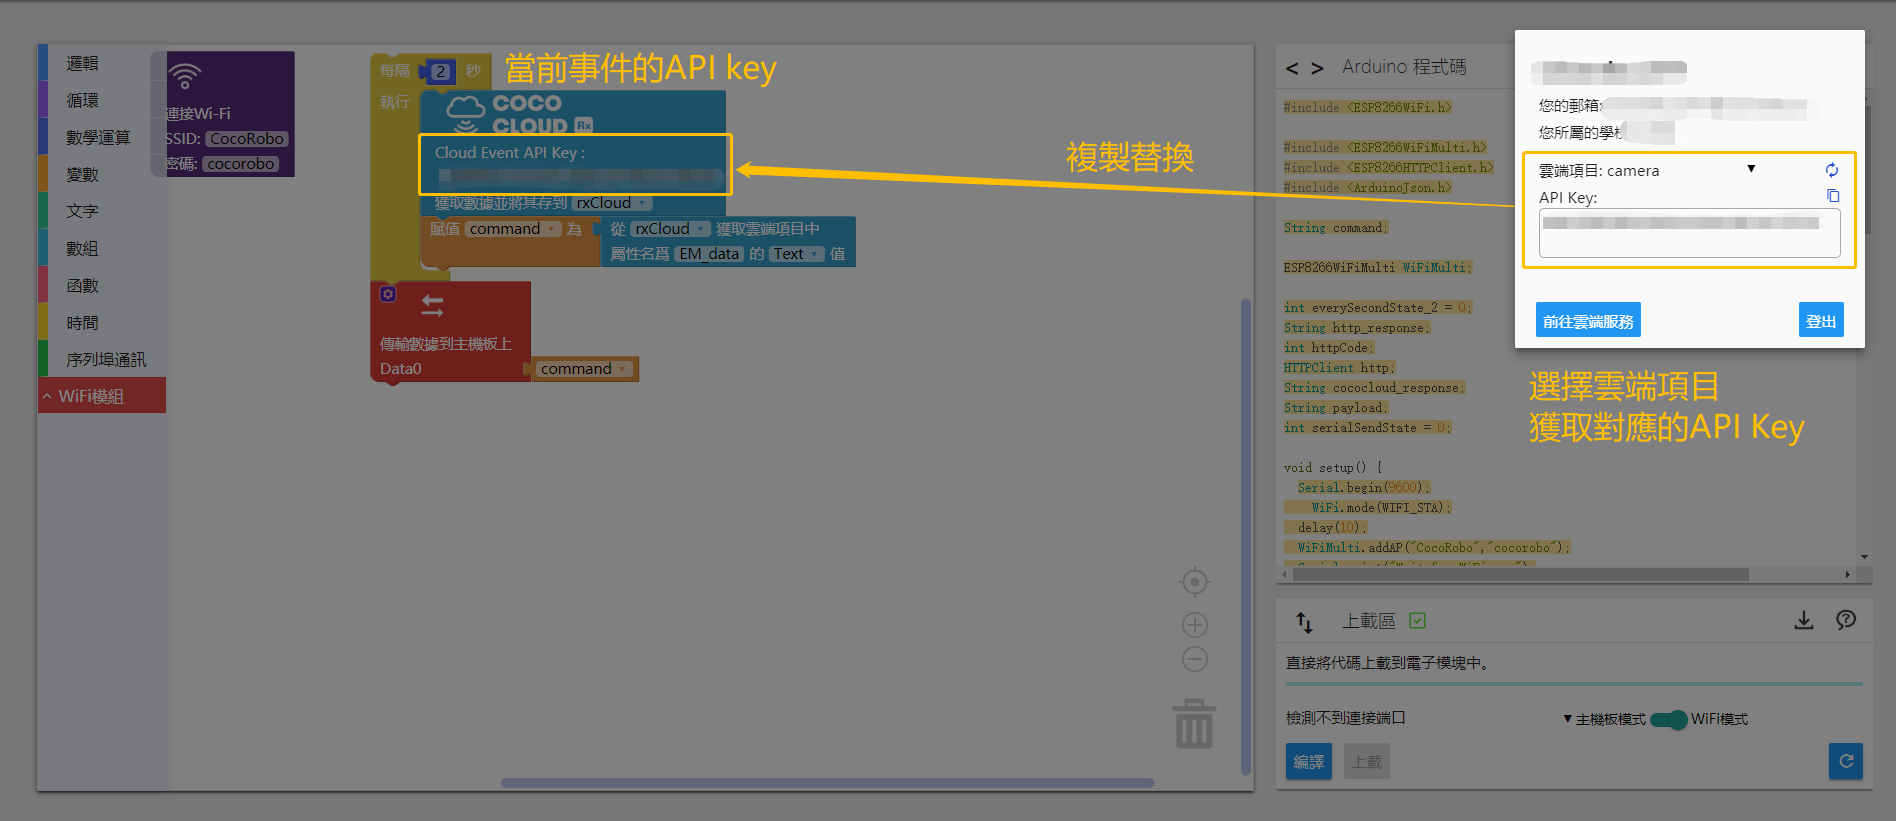 邏輯
循環
數學運算
變數
文字
數組
函數
時間
序列埠通訊
WiFi模組
連接Wi-Fi
SSID: CocoRobo
密碼: cocorobo
每隔 2 秒
執行
當前事件的API key
COCO
CLOUD Rx
Cloud Event API Key :
獲取數據並將其存到 rxCloud
賦值 command 為 從 rxCloud 獲取雲端項目中
屬性名爲 EM_data 的 Text 值
傳輸數據到主機板上
Data0 command
複製替換
< > Arduino 程式碼
#include <ESP8266WiFi.h>
#include <ESP8266WiFiMulti.h>
#include <ESP8266HTTPClient.h>
#include <ArduinoJson.h>
String command;
ESP8266WiFiMulti WiFiMulti;
int everySecondState_2 = 0;
String http_response;
int httpCode;
HTTPClient http;
String cococloud_response;
String payload;
int serialSendState = 0;
void setup() {
Serial.begin(9600);
WiFi.mode(WIFI_STA);
delay(10);
WiFiMulti.addAP("CocoRobo","cocorobo");
您的郵箱:
您所屬的學校
雲端項目: camera
API Key:
前往雲端服務
登出
選擇雲端項目
獲取對應的API Key
上載區
直接將代碼上載到電子模塊中。
檢測不到連接端口
主機板模式 WiFi模式
編譯
上載